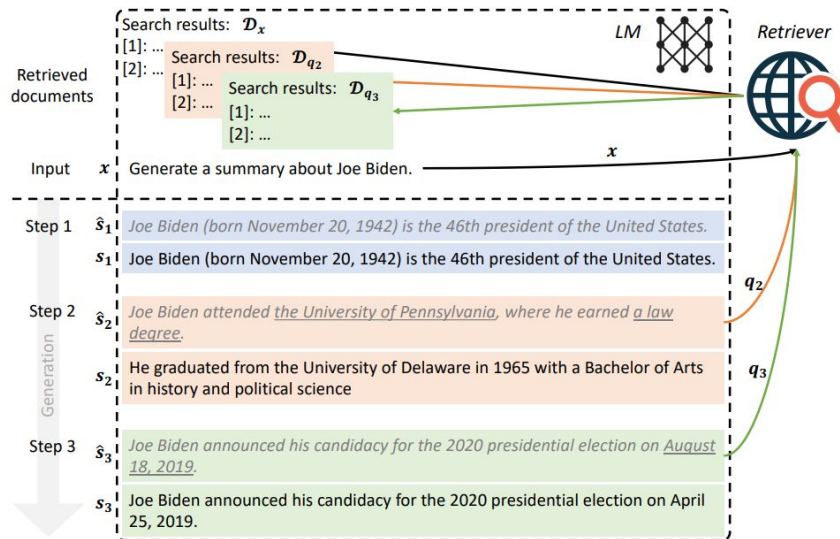 Search results: 𝓓ₓ
[1]: ...
[2]: ...
Search results: 𝓓q₂
[1]: ...
[2]: ...
Search results: 𝓓q₃
[1]: ...
[2]: ...
LM
Retriever
Retrieved
documents
Input x Generate a summary about Joe Biden.
x
Generation
Step 1 ŝ₁ Joe Biden (born November 20, 1942) is the 46th president of the United States.
s₁ Joe Biden (born November 20, 1942) is the 46th president of the United States.
q₂
Step 2 ŝ₂ Joe Biden attended the University of Pennsylvania, where he earned a law
degree.
s₂ He graduated from the University of Delaware in 1965 with a Bachelor of Arts
in history and political science
q₃
Step 3 ŝ₃ Joe Biden announced his candidacy for the 2020 presidential election on August
18, 2019.
s₃ Joe Biden announced his candidacy for the 2020 presidential election on April
25, 2019.